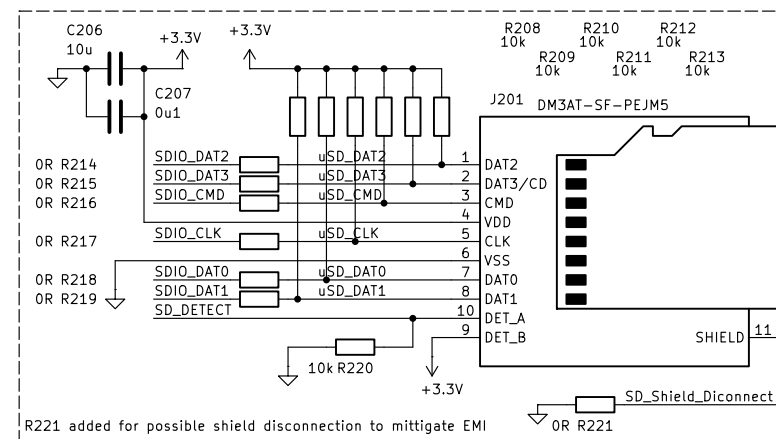 C206
10u
+3.3V
+3.3V
R208
10k
R210
10k
R212
10k
R209
10k
R211
10k
R213
10k
C207
0u1
J201 DM3AT-SF-PEJM5
0R R214 SDIO_DAT2 uSD_DAT2 1 DAT2
0R R215 SDIO_DAT3 uSD_DAT3 2 DAT3/CD
0R R216 SDIO_CMD uSD_CMD 3 CMD
4 VDD
0R R217 SDIO_CLK uSD_CLK 5 CLK
6 VSS
0R R218 SDIO_DAT0 uSD_DAT0 7 DAT0
0R R219 SDIO_DAT1 uSD_DAT1 8 DAT1
SD_DETECT 10 DET_A
9 DET_B
SHIELD 11
10k R220
+3.3V
SD_Shield_Diconnect
0R R221
R221 added for possible shield disconnection to mittigate EMI